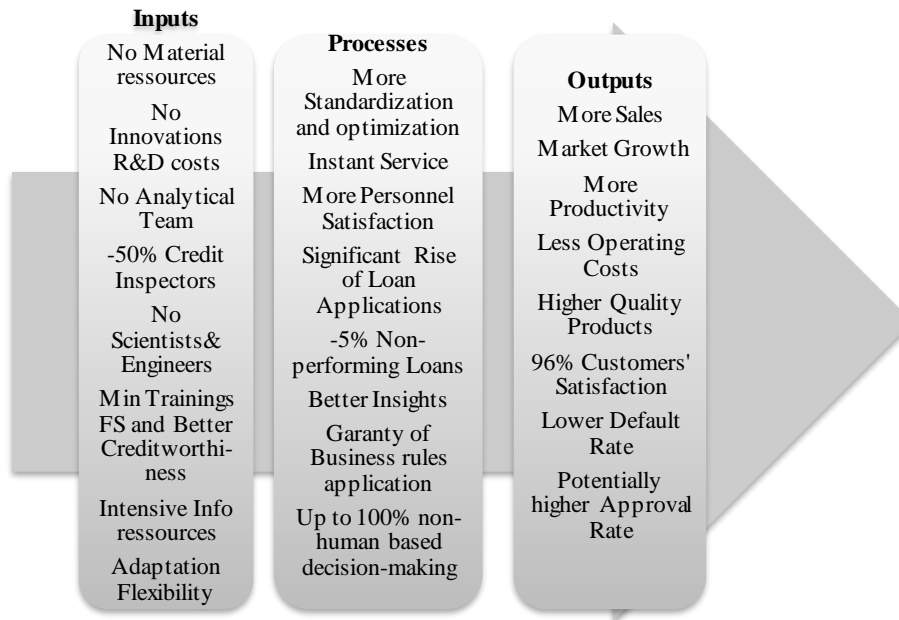 Inputs
No Material
ressources
No
Innovations
R&D costs
No Analytical
Team
-50% Credit
Inspectors
No
Scientists&
Engineers
Min Trainings
FS and Better
Creditworthi-
ness
Intensive Info
ressources
Adaptation
Flexibility
Processes
More
Standardization
and optimization
Instant Service
More Personnel
Satisfaction
Significant Rise
of Loan
Applications
-5% Non-
performing Loans
Better Insights
Garanty of
Business rules
application
Up to 100% non-
human based
decision-making
Outputs
More Sales
Market Growth
More
Productivity
Less Operating
Costs
Higher Quality
Products
96% Customers'
Satisfaction
Lower Default
Rate
Potentially
higher Approval
Rate